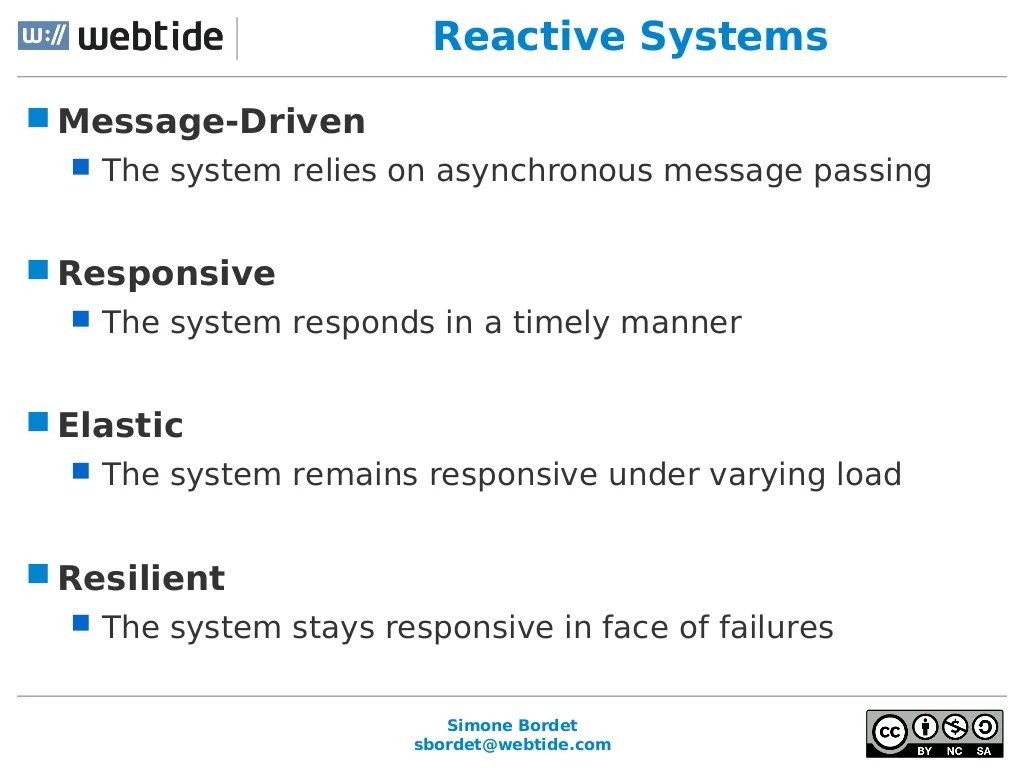 w:// webtide
Reactive Systems
Message-Driven
The system relies on asynchronous message passing
Responsive
The system responds in a timely manner
Elastic
The system remains responsive under varying load
Resilient
The system stays responsive in face of failures
Simone Bordet
sbordet@webtide.com
cc
BY NC SA